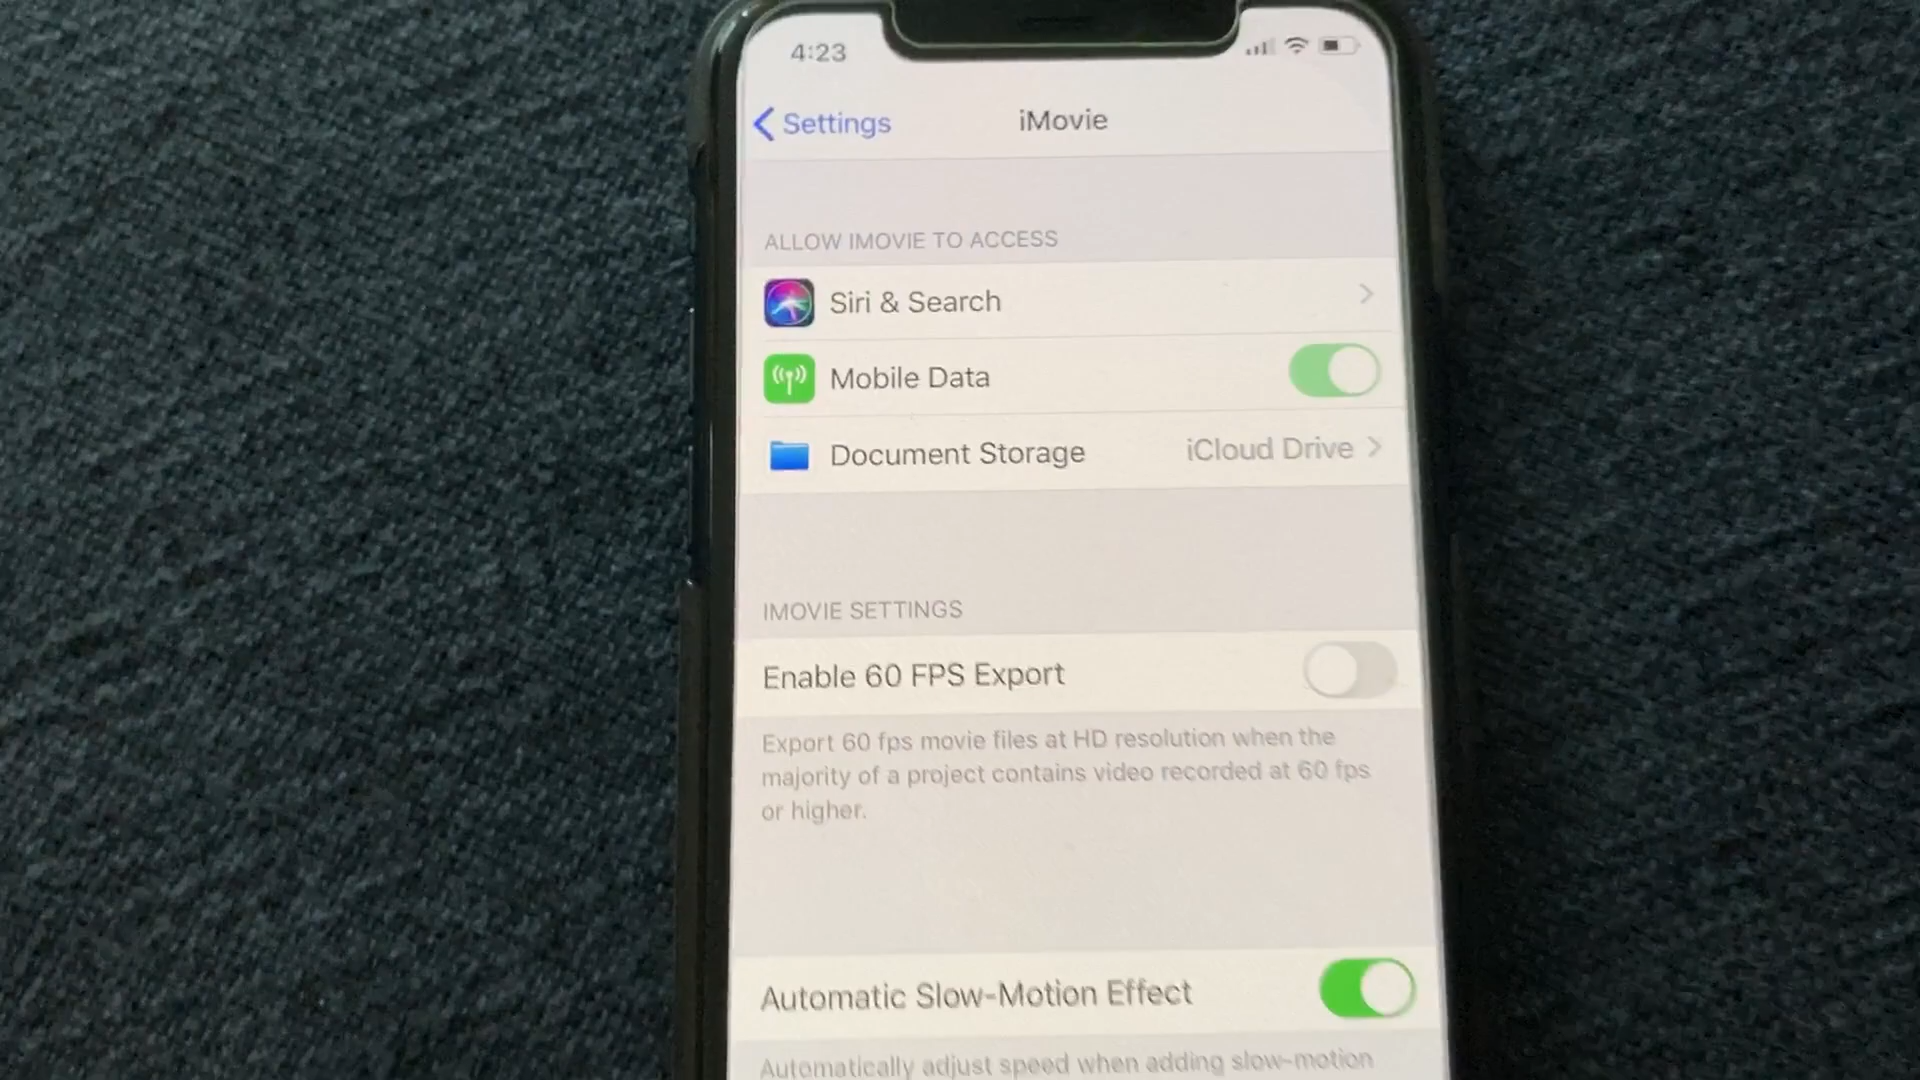 4:23
Settings
iMovie
ALLOW IMOVIE TO ACCESS
Siri & Search
Mobile Data
Document Storage iCloud Drive
IMOVIE SETTINGS
Enable 60 FPS Export
Export 60 fps movie files at HD resolution when the
majority of a project contains video recorded at 60 fps
or higher.
Automatic Slow-Motion Effect
Automatically adjust speed when adding slow-motion